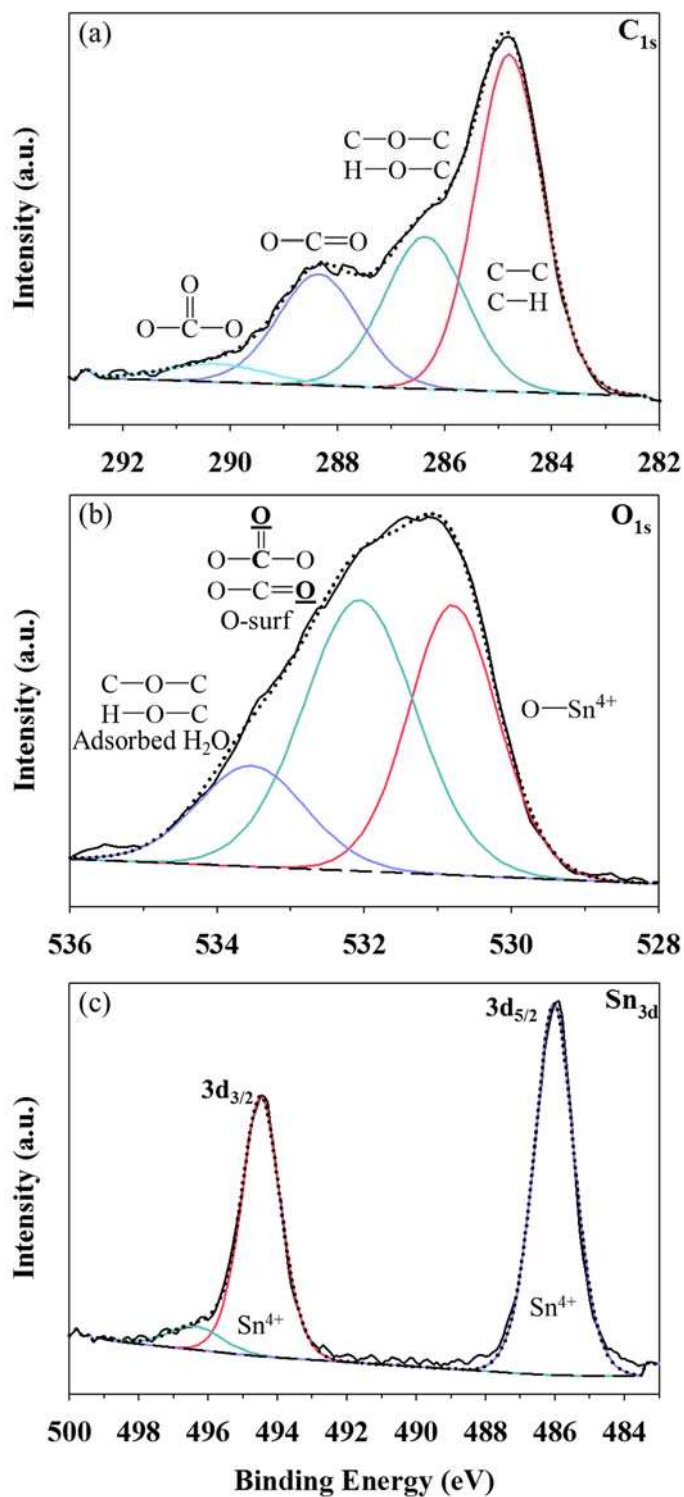 (a)
C1s
C—O—C
H—O—C
O—C=O
O
O—C—O
C—C
C—H
Intensity (a.u.)
292 290 288 286 284 282
(b)
O1s
O
O—C—O
O—C=O
O-surf
C—O—C
H—O—C
Adsorbed H2O
O—Sn4+
Intensity (a.u.)
536 534 532 530 528
(c)
Sn3d
3d5/2
3d3/2
Sn4+
Sn4+
Intensity (a.u.)
500 498 496 494 492 490 488 486 484
Binding Energy (eV)